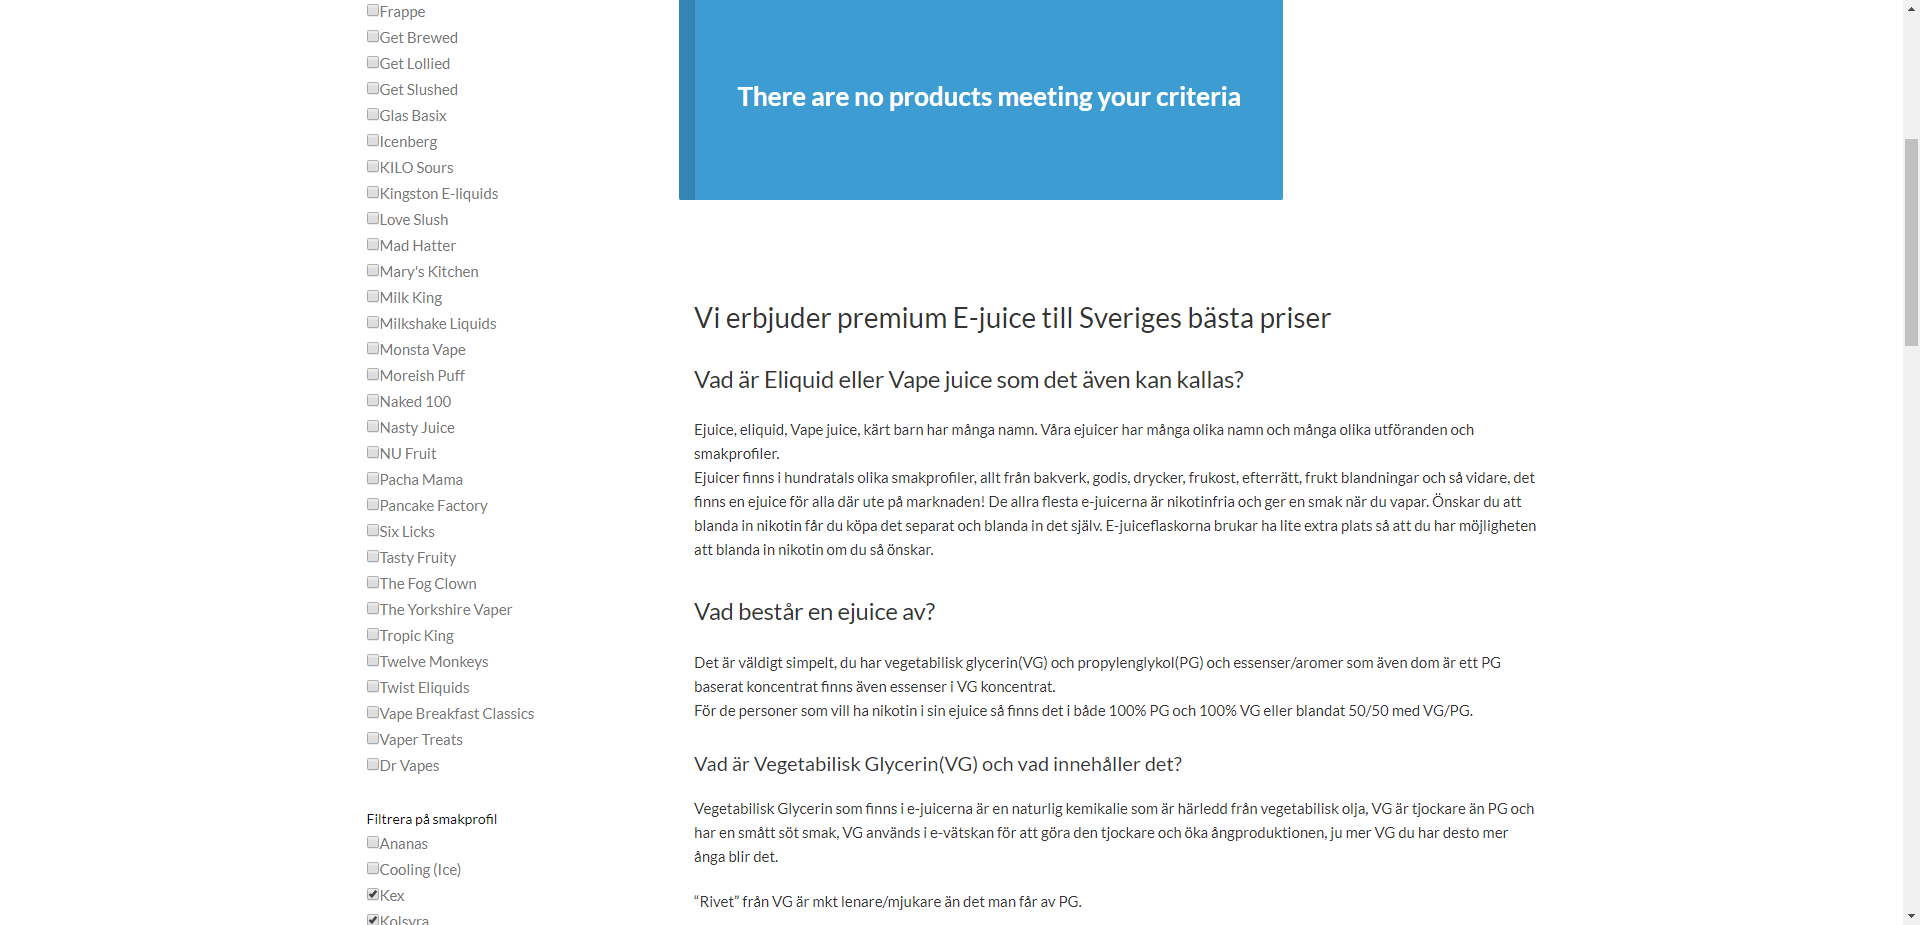 Frappe
Get Brewed
Get Lollied
Get Slushed
Glas Basix
Icenberg
KILO Sours
Kingston E-liquids
Love Slush
Mad Hatter
Mary's Kitchen
Milk King
Milkshake Liquids
Monsta Vape
Moreish Puff
Naked 100
Nasty Juice
NU Fruit
Pacha Mama
Pancake Factory
Six Licks
Tasty Fruity
The Fog Clown
The Yorkshire Vaper
Tropic King
Twelve Monkeys
Twist Eliquids
Vape Breakfast Classics
Vaper Treats
Dr Vapes
Filtrera på smakprofil
Ananas
Cooling (Ice)
Kex
Kolsyra
There are no products meeting your criteria
Vi erbjuder premium E-juice till Sveriges bästa priser
Vad är Eliquid eller Vape juice som det även kan kallas?
Ejuice, eliquid, Vape juice, kärt barn har många namn. Våra ejuicer har många olika namn och många olika utföranden och
smakprofiler.
Ejuicer finns i hundratals olika smakprofiler, allt från bakverk, godis, drycker, frukost, efterrätt, frukt blandningar och så vidare, det
finns en ejuice för alla där ute på marknaden! De allra flesta e-juicerna är nikotinfria och ger en smak när du vapar. Önskar du att
blanda in nikotin får du köpa det separat och blanda in det själv. E-juiceflaskorna brukar ha lite extra plats så att du har möjligheten
att blanda in nikotin om du så önskar.
Vad består en ejuice av?
Det är väldigt simpelt, du har vegetabilisk glycerin(VG) och propylenglykol(PG) och essenser/aromer som även dom är ett PG
baserat koncentrat finns även essenser i VG koncentrat.
För de personer som vill ha nikotin i sin ejuice så finns det i både 100% PG och 100% VG eller blandat 50/50 med VG/PG.
Vad är Vegetabilisk Glycerin(VG) och vad innehåller det?
Vegetabilisk Glycerin som finns i e-juicerna är en naturlig kemikalie som är härledd från vegetabilisk olja, VG är tjockare än PG och
har en smått söt smak, VG används i e-vätskan för att göra den tjockare och öka ångproduktionen, ju mer VG du har desto mer
ånga blir det.
“Rivet” från VG är mkt lenare/mjukare än det man får av PG.